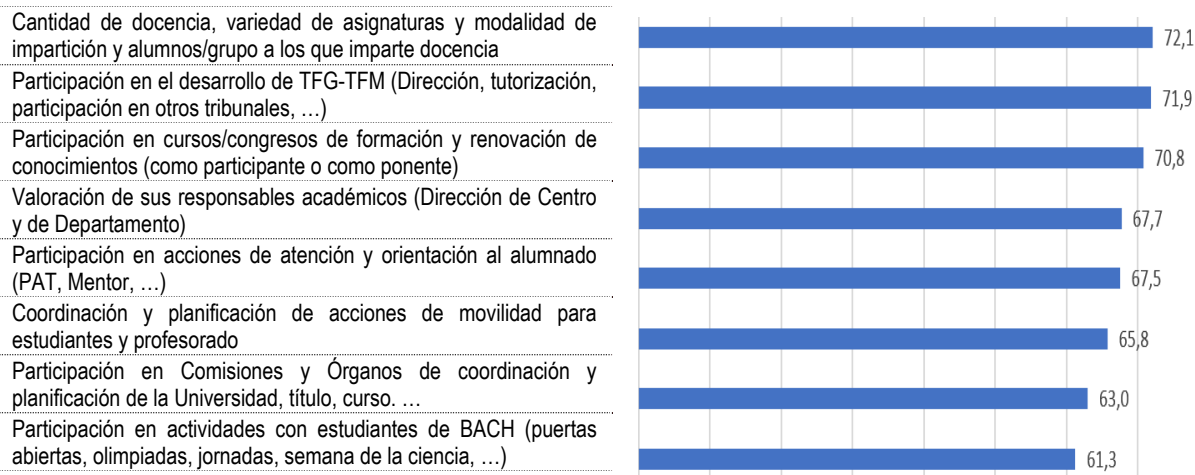 Cantidad de docencia, variedad de asignaturas y modalidad de
impartición y alumnos/grupo a los que imparte docencia
72,1
Participación en el desarrollo de TFG-TFM (Dirección, tutorización,
participación en otros tribunales, …)
71,9
Participación en cursos/congresos de formación y renovación de
conocimientos (como participante o como ponente)
70,8
Valoración de sus responsables académicos (Dirección de Centro
y de Departamento)
67,7
Participación en acciones de atención y orientación al alumnado
(PAT, Mentor, …)
67,5
Coordinación y planificación de acciones de movilidad para
estudiantes y profesorado
65,8
Participación en Comisiones y Órganos de coordinación y
planificación de la Universidad, título, curso. …
63,0
Participación en actividades con estudiantes de BACH (puertas
abiertas, olimpiadas, jornadas, semana de la ciencia, …)
61,3